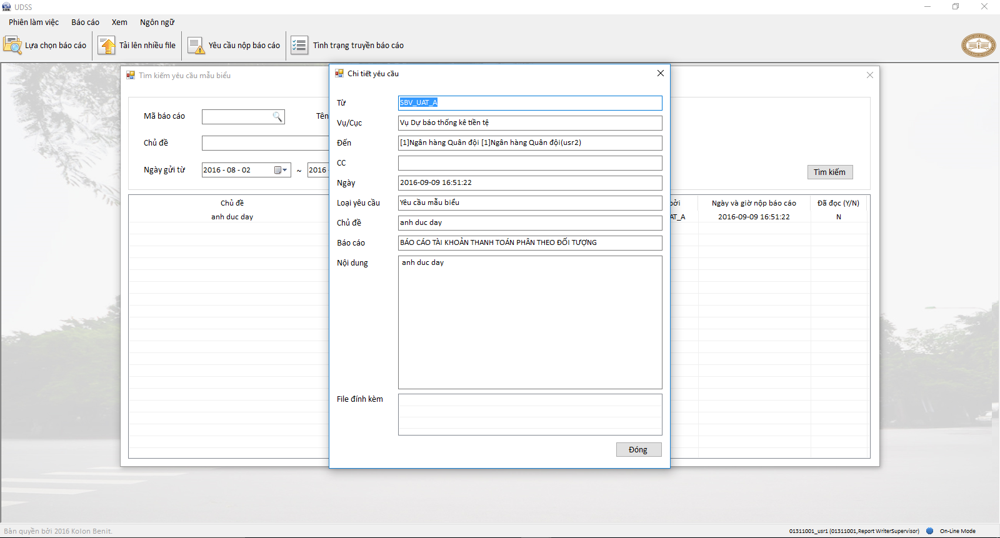 UDSS
Phiên làm việc Báo cáo Xem Ngôn ngữ
Lựa chọn báo cáo Tải lên nhiều file Yêu cầu nộp báo cáo Tình trạng truyền báo cáo
Tìm kiếm yêu cầu mẫu biểu
Mã báo cáo Tên
Chủ đề
Ngày gửi từ 2016 - 08 - 02 ~ 2016 -
Tìm kiếm
Chủ đề bởi Ngày và giờ nộp báo cáo Đã đọc (Y/N)
anh duc day AT_A 2016-09-09 16:51:22 N
Chi tiết yêu cầu
Từ SBV_UAT_A
Vụ/Cục Vụ Dự báo thống kê tiền tệ
Đến [1]Ngân hàng Quân đội [1]Ngân hàng Quân đội(usr2)
CC
Ngày 2016-09-09 16:51:22
Loại yêu cầu Yêu cầu mẫu biểu
Chủ đề anh duc day
Báo cáo BÁO CÁO TÀI KHOẢN THANH TOÁN PHÂN THEO ĐỐI TƯỢNG
Nội dung anh duc day
File đính kèm
Đóng
Bản quyền bởi 2016 Kolon Benit.
01311001_usr1 (01311001,Report WriterSupervisor) On-Line Mode